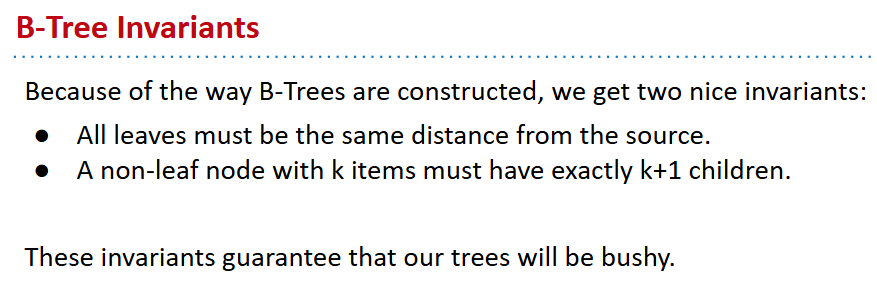 B-Tree Invariants
Because of the way B-Trees are constructed, we get two nice invariants:
● All leaves must be the same distance from the source.
● A non-leaf node with k items must have exactly k+1 children.
These invariants guarantee that our trees will be bushy.